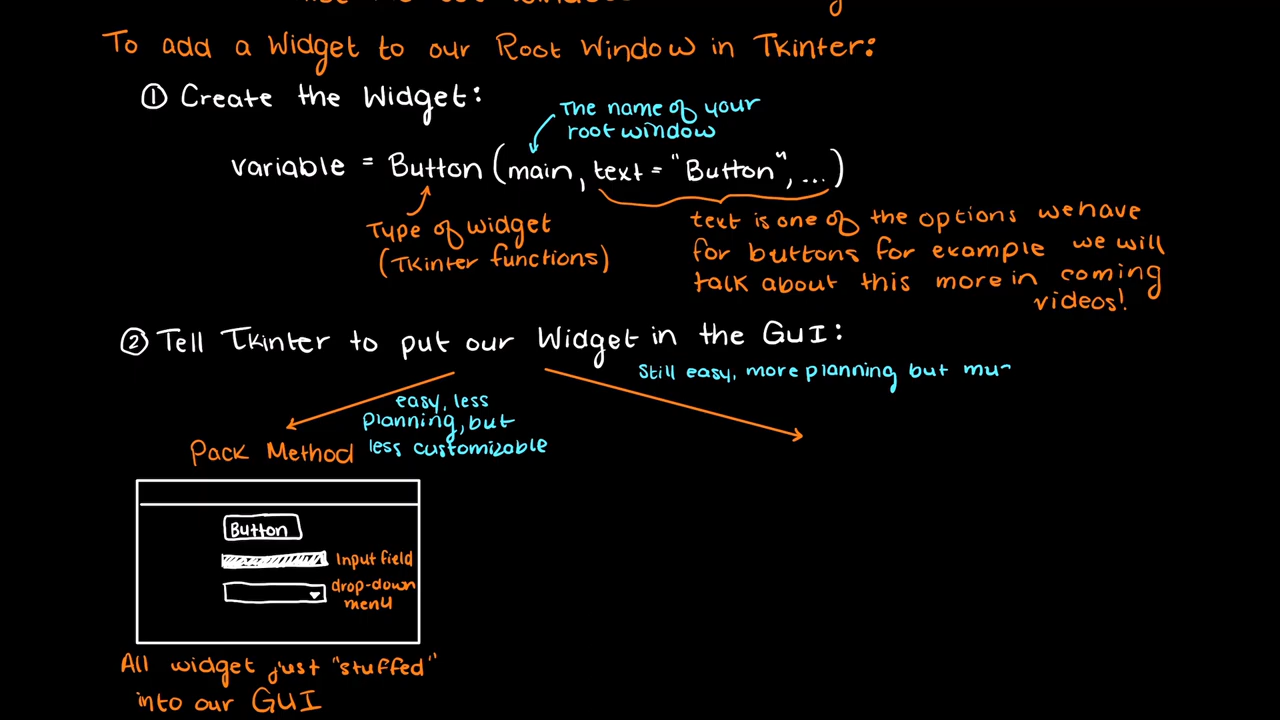 To add a Widget to our Root Window in Tkinter:
① Create the Widget:
The name of your
root window
variable = Button (main, text = "Button", ...)
Type of widget
(Tkinter functions)
text is one of the options we have
for buttons for example we will
talk about this more in coming
videos!
② Tell Tkinter to put our Widget in the GUI:
Still easy, more planning but
easy, less
planning, but
less customizable
Pack Method
Button
Input field
drop-down
menu
All widget just "stuffed"
into our GUI